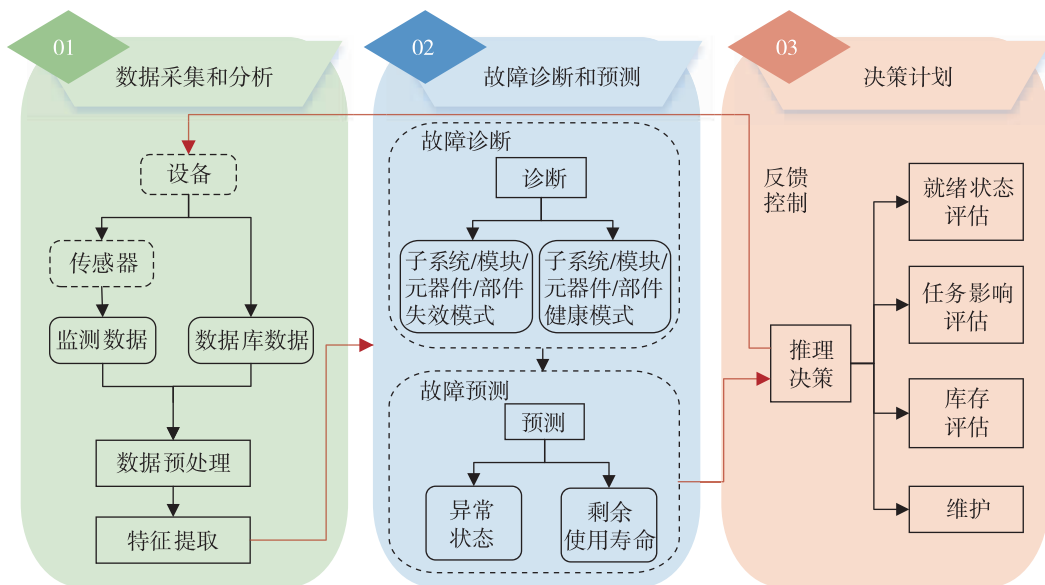 01
数据采集和分析
设备
传感器
监测数据
数据库数据
数据预处理
特征提取
02
故障诊断和预测
故障诊断
诊断
子系统/模块/
元器件/部件
失效模式
子系统/模块/
元器件/部件
健康模式
故障预测
预测
异常
状态
剩余
使用寿命
03
决策计划
反馈
控制
推理
决策
就绪状态
评估
任务影响
评估
库存
评估
维护